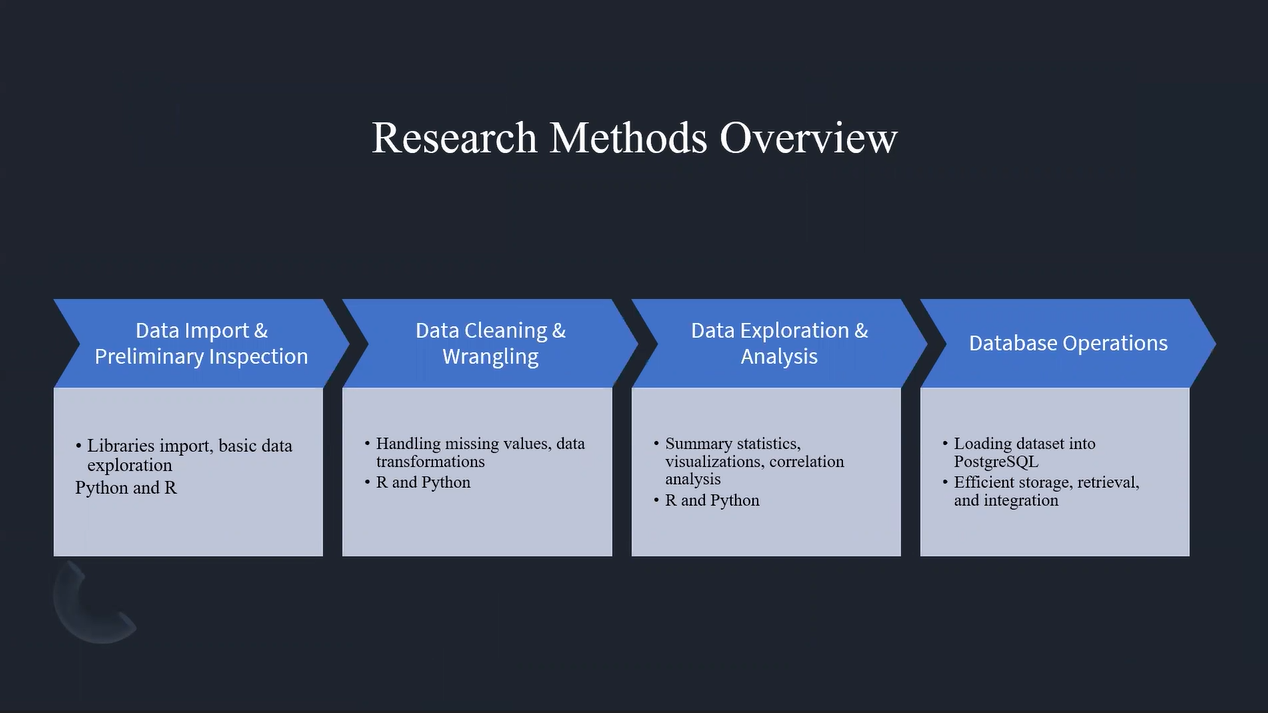 Research Methods Overview
Data Import &
Preliminary Inspection
• Libraries import, basic data
exploration
Python and R
Data Cleaning &
Wrangling
• Handling missing values, data
transformations
• R and Python
Data Exploration &
Analysis
• Summary statistics,
visualizations, correlation
analysis
• R and Python
Database Operations
• Loading dataset into
PostgreSQL
• Efficient storage, retrieval,
and integration